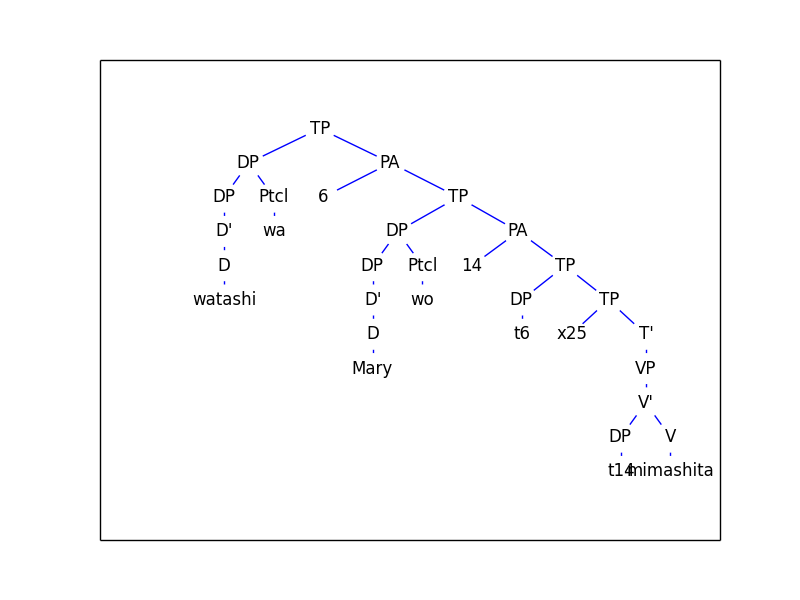 TP
DP PA
DP Ptcl 6 TP
D' wa DP PA
D DP Ptcl 14 TP
watashi D' wo DP TP
D t6 x25 T'
Mary VP
V'
DP V
t14 mimashita